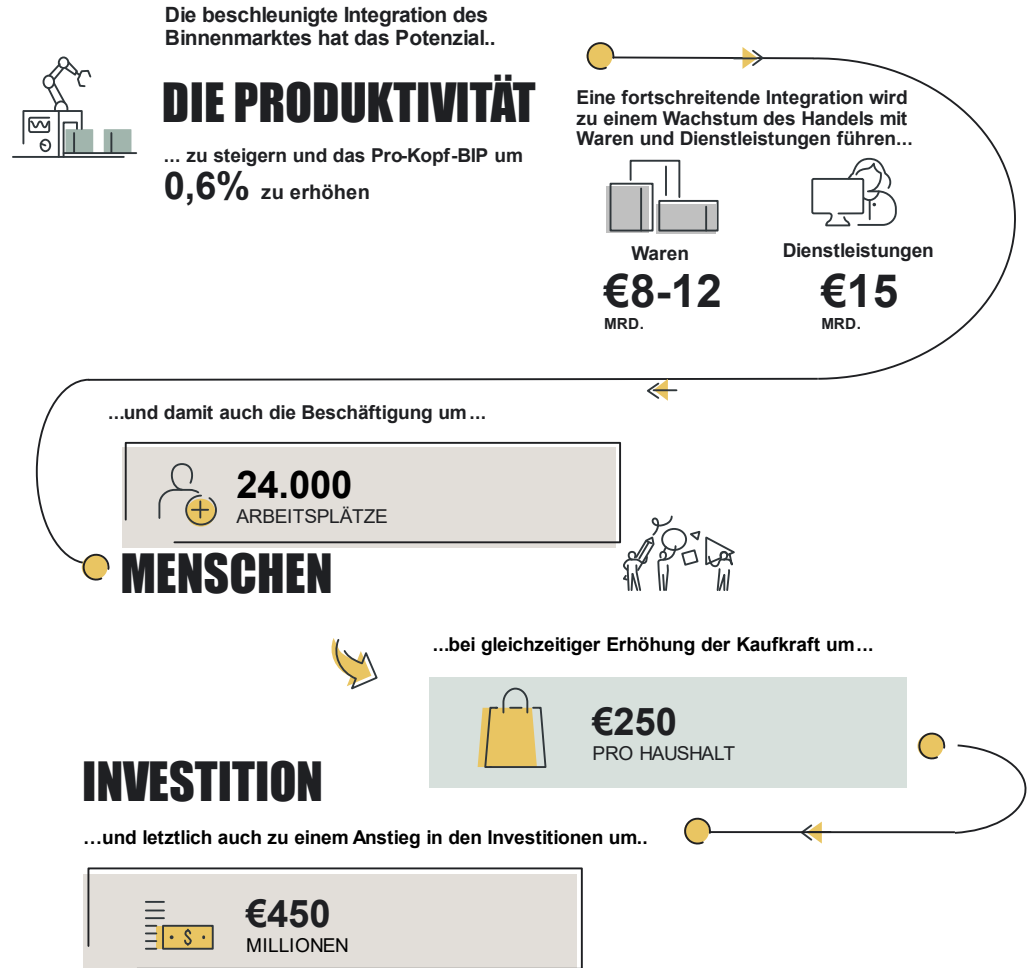 Die beschleunigte Integration des
Binnenmarktes hat das Potenzial..
DIE PRODUKTIVITÄT
... zu steigern und das Pro-Kopf-BIP um
0,6% zu erhöhen
Eine fortschreitende Integration wird
zu einem Wachstum des Handels mit
Waren und Dienstleistungen führen...
Waren
€8-12
MRD.
Dienstleistungen
€15
MRD.
...und damit auch die Beschäftigung um...
24.000
ARBEITSPLÄTZE
MENSCHEN
...bei gleichzeitiger Erhöhung der Kaufkraft um...
€250
PRO HAUSHALT
INVESTITION
...und letztlich auch zu einem Anstieg in den Investitionen um..
$
€450
MILLIONEN